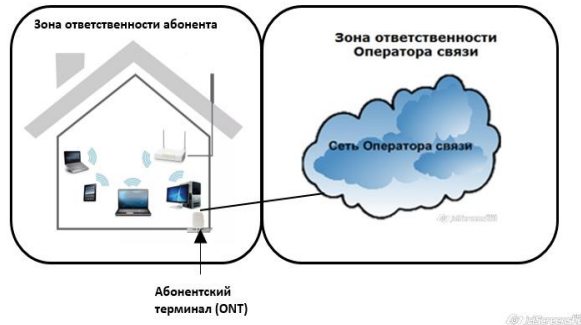 Зона ответственности абонента
Зона ответственности
Оператора связи
Сеть Оператора связи
Абонентский
терминал (ONT)